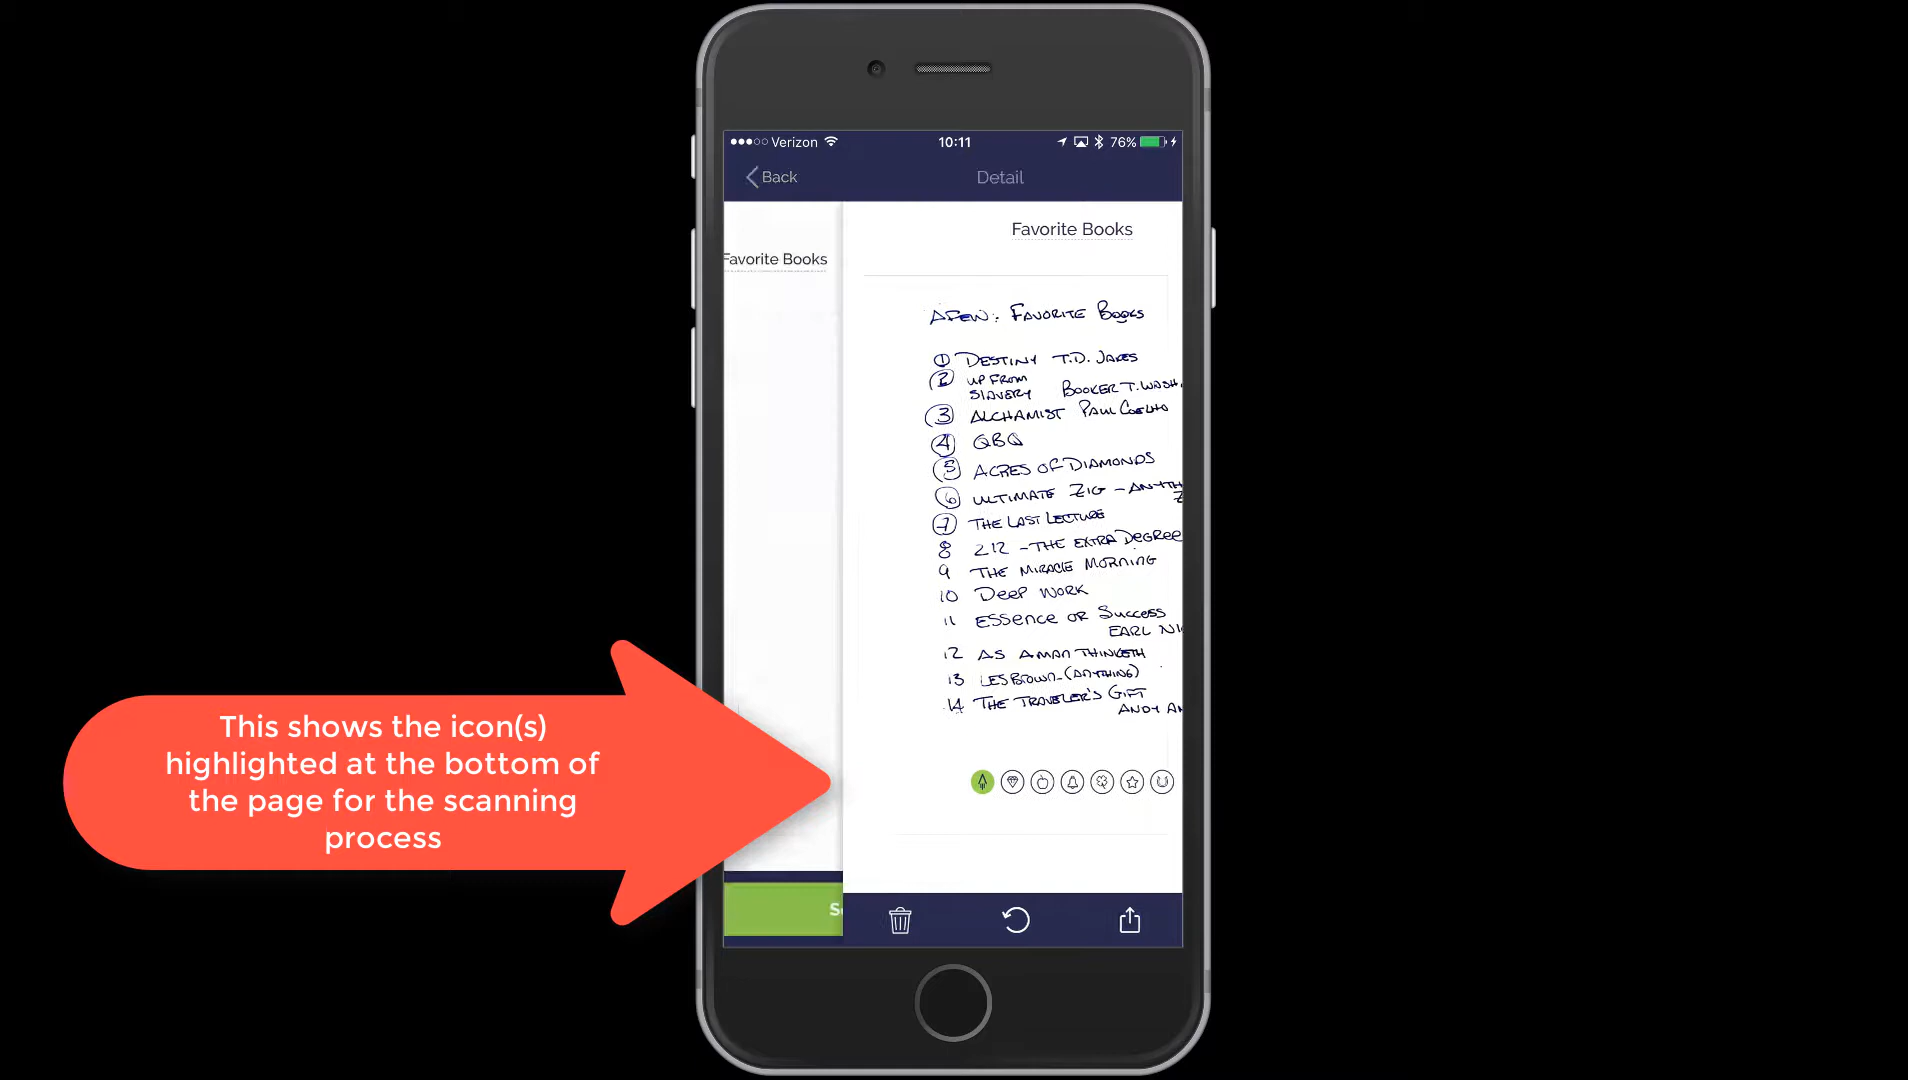 Verizon
10:11
76%
Back
Detail
Favorite Books
Favorite Books
A FEW: FAVORITE BOOKS
1 DESTINY T.D. JAKES
2 UP FROM
SLAVERY BOOKER T. WASH
3 ALCHAMIST PAUL COELHO
4 QBQ
5 ACRES OF DIAMONDS
6 ULTIMATE ZIG - ANYTH
Z
7 THE LAST LECTURE
8 212 - THE EXTRA DEGREE
9 THE MIRACLE MORNING
10 DEEP WORK
11 ESSENCE OF SUCCESS
EARL NI
12 AS A MAN THINKETH
13 LES BROWN - (ANYTHING)
14 THE TRAVELER'S GIFT
ANDY AN
This shows the icon(s)
highlighted at the bottom of
the page for the scanning
process